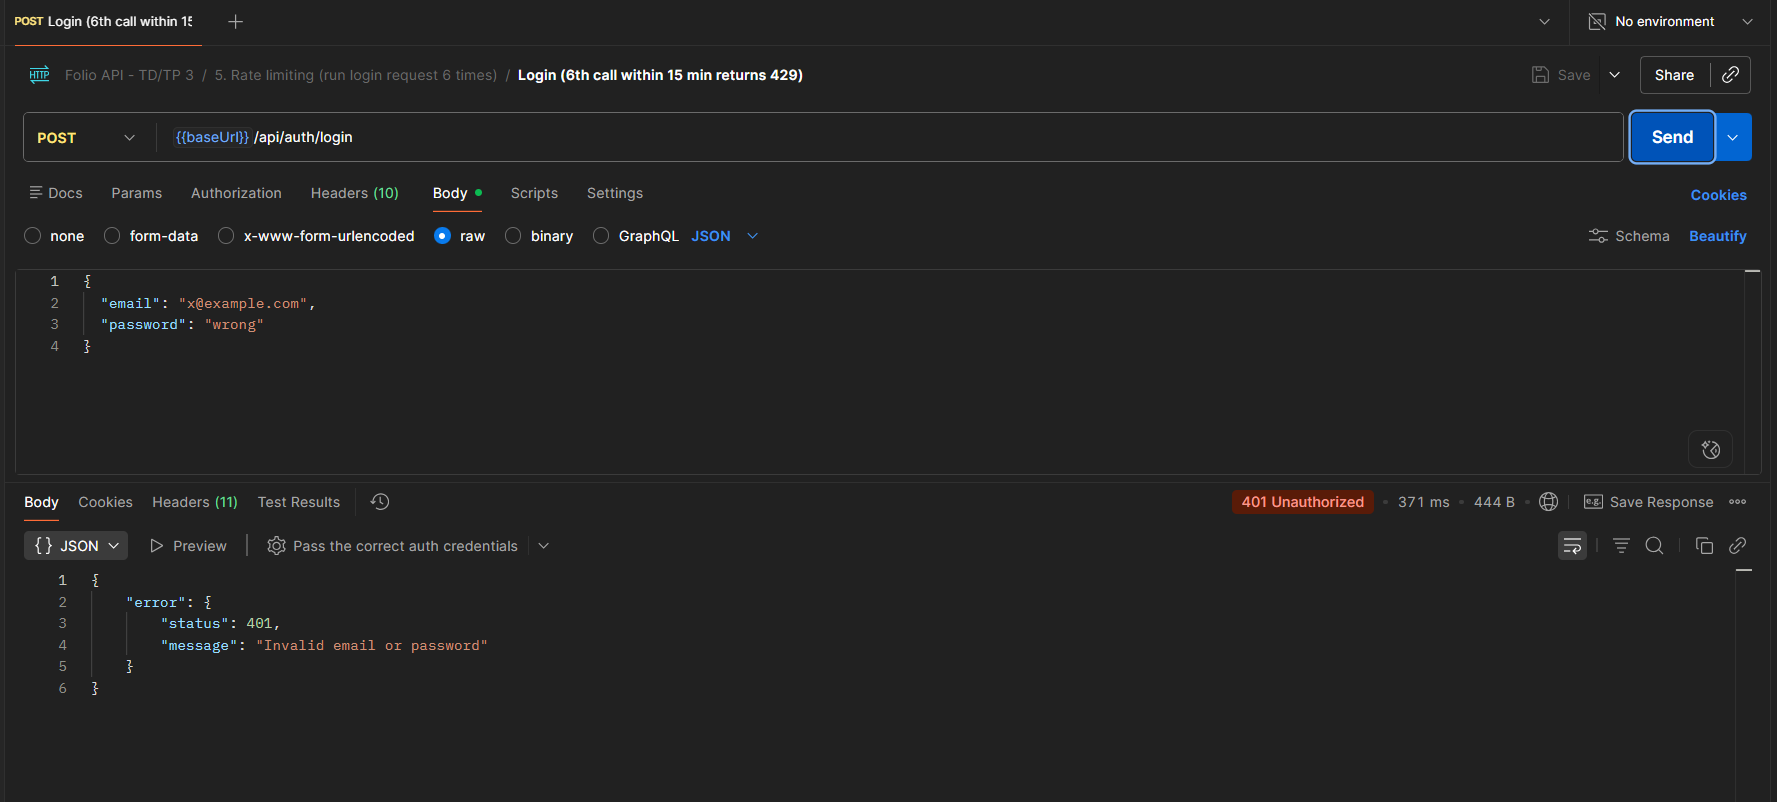 POST Login (6th call within 15
No environment
HTTP Folio API - TD/TP 3 / 5. Rate limiting (run login request 6 times) / Login (6th call within 15 min returns 429)
Save
Share
POST
{{baseUrl}} /api/auth/login
Send
Docs
Params
Authorization
Headers (10)
Body
Scripts
Settings
Cookies
none
form-data
x-www-form-urlencoded
raw
binary
GraphQL
JSON
Schema
Beautify
1 {
2 "email": "x@example.com",
3 "password": "wrong"
4 }
Body
Cookies
Headers (11)
Test Results
401 Unauthorized
371 ms
444 B
e.g. Save Response
{} JSON
Preview
Pass the correct auth credentials
1 {
2 "error": {
3 "status": 401,
4 "message": "Invalid email or password"
5 }
6 }